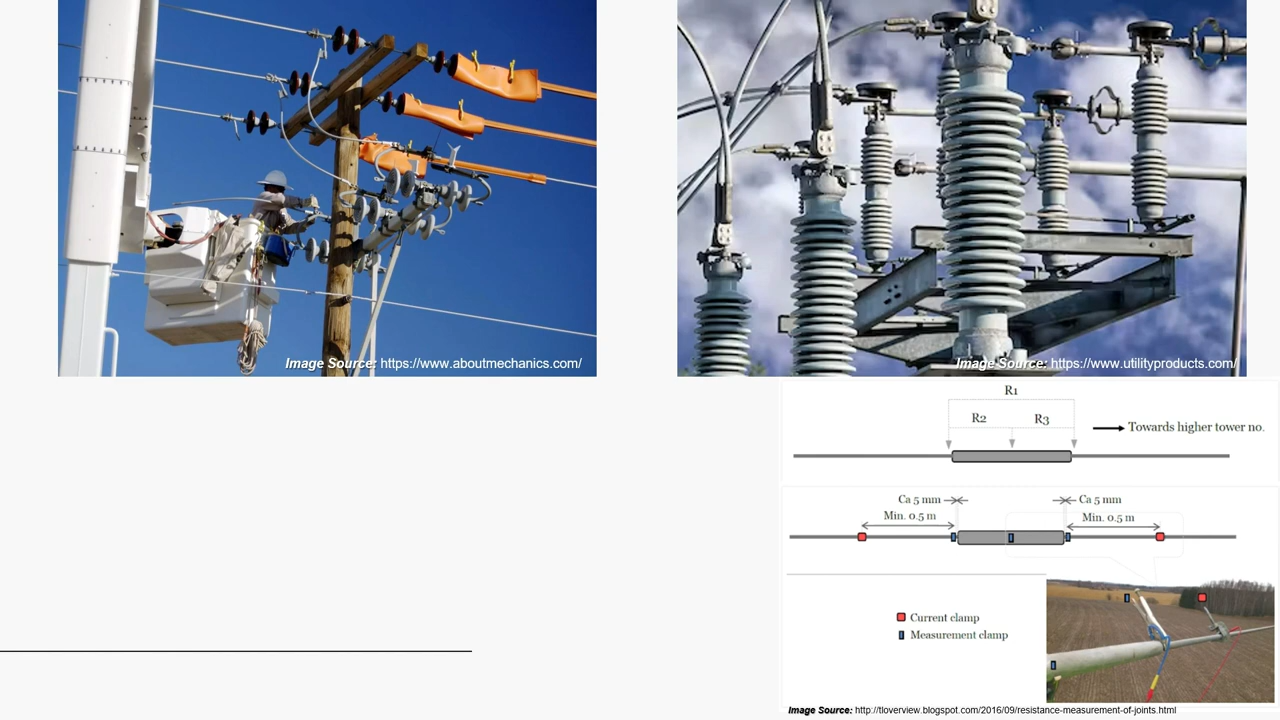 Image Source: https://www.aboutmechanics.com/
Image Source: https://www.utilityproducts.com/
R1
R2
R3
Towards higher tower no.
Ca 5 mm
Ca 5 mm
Min. 0.5 m
Min. 0.5 m
Current clamp
Measurement clamp
Image Source: http://tloverview.blogspot.com/2016/09/resistance-measurement-of-joints.html